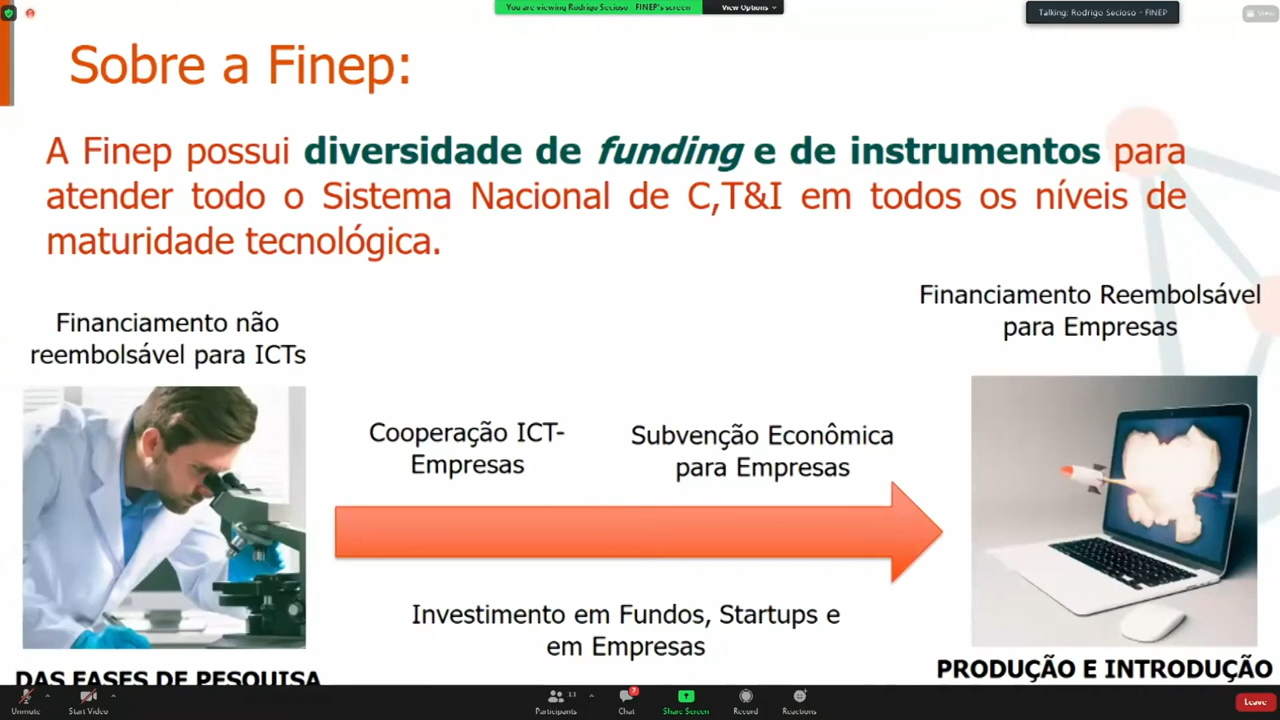 You are viewing Rodrigo Secioso - FINEP's screen
View Options
Talking: Rodrigo Secioso - FINEP
View
Sobre a Finep:
A Finep possui diversidade de funding e de instrumentos para
atender todo o Sistema Nacional de C,T&I em todos os níveis de
maturidade tecnológica.
Financiamento não
reembolsável para ICTs
Financiamento Reembolsável
para Empresas
Cooperação ICT-
Empresas
Subvenção Econômica
para Empresas
Investimento em Fundos, Startups e
em Empresas
DAS FASES DE PESQUISA
PRODUÇÃO E INTRODUÇÃO
Unmute
Start Video
Participants
Chat
Share Screen
Record
Reactions
Leave